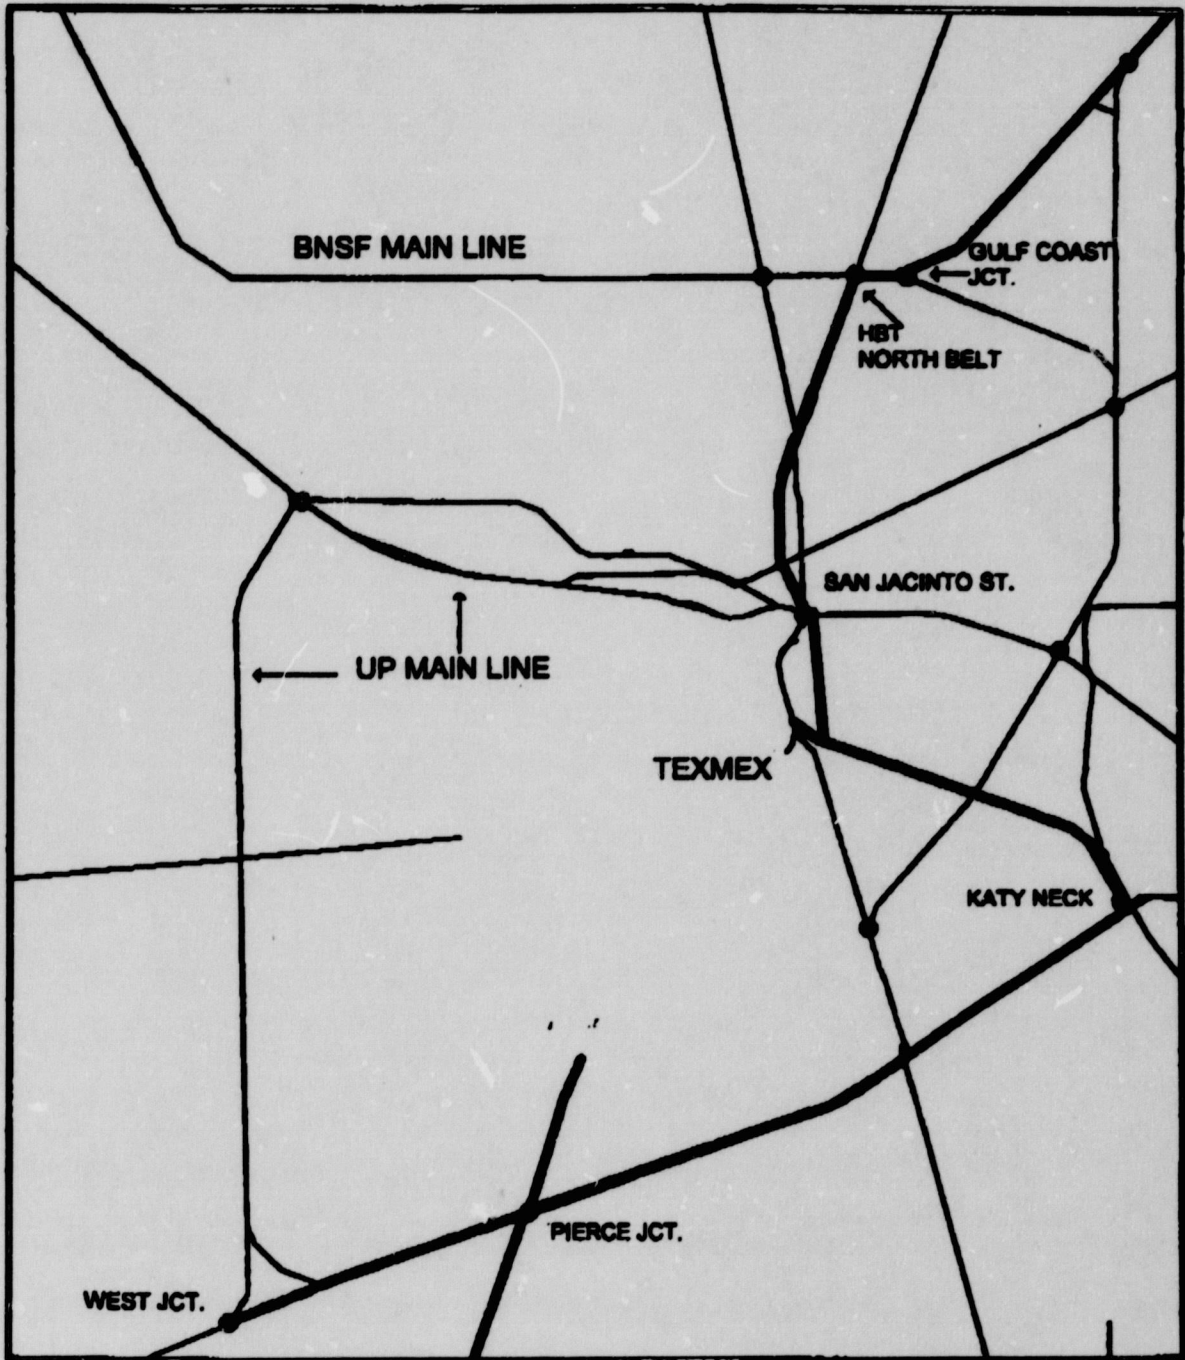 BNSF MAIN LINE
GULF COAST
JCT.
HBT
NORTH BELT
SAN JACINTO ST.
UP MAIN LINE
TEXMEX
KATY NECK
PIERCE JCT.
WEST JCT.